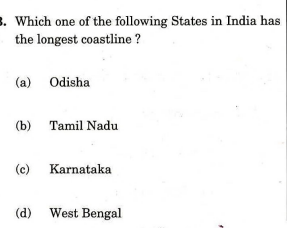 3. Which one of the following States in India has
the longest coastline ?
(a) Odisha
(b) Tamil Nadu
(c) Karnataka
(d) West Bengal